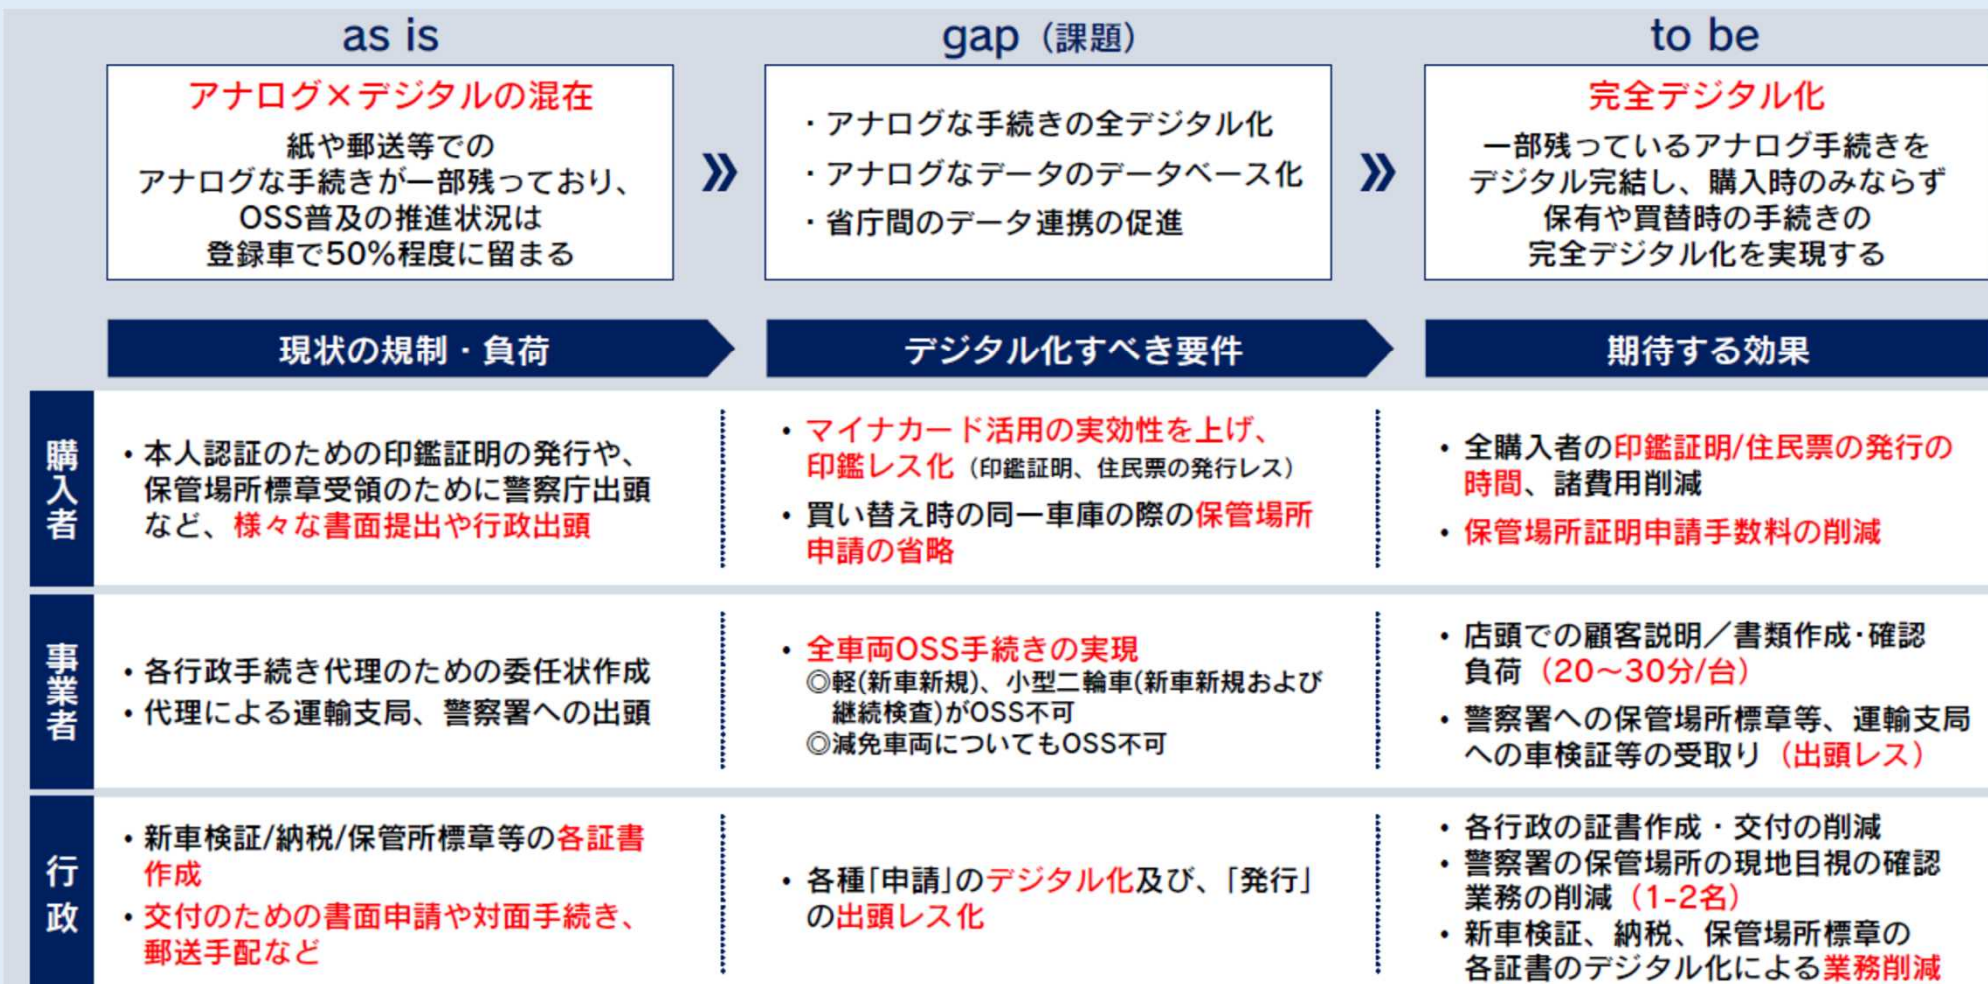 as is
gap（課題）
to be
アナログ×デジタルの混在
紙や郵送等での
アナログな手続きが一部残っており、
OSS普及の推進状況は
登録車で50%程度に留まる
・アナログな手続きの全デジタル化
・アナログなデータのデータベース化
・省庁間のデータ連携の促進
完全デジタル化
一部残っているアナログ手続きを
デジタル完結し、購入時のみならず
保有や買替時の手続きの
完全デジタル化を実現する
現状の規制・負荷
デジタル化すべき要件
期待する効果
購入者
・本人認証のための印鑑証明の発行や、
保管場所標章受領のために警察庁出頭
など、様々な書面提出や行政出頭
・マイナカード活用の実効性を上げ、
印鑑レス化（印鑑証明、住民票の発行レス）
・買い替え時の同一車庫の際の保管場所
申請の省略
・全購入者の印鑑証明/住民票の発行の
時間、諸費用削減
・保管場所証明申請手数料の削減
事業者
・各行政手続き代理のための委任状作成
・代理による運輸支局、警察署への出頭
・全車両OSS手続きの実現
◎軽(新車新規)、小型二輪車(新車新規および
継続検査)がOSS不可
◎減免車両についてもOSS不可
・店頭での顧客説明／書類作成・確認
負荷（20～30分/台）
・警察署への保管場所標章等、運輸支局
への車検証等の受取り（出頭レス）
行政
・新車検証/納税/保管所標章等の各証書
作成
・交付のための書面申請や対面手続き、
郵送手配など
・各種「申請」のデジタル化及び、「発行」
の出頭レス化
・各行政の証書作成・交付の削減
・警察署の保管場所の現地目視の確認
業務の削減（1-2名）
・新車検証、納税、保管場所標章の
各証書のデジタル化による業務削減